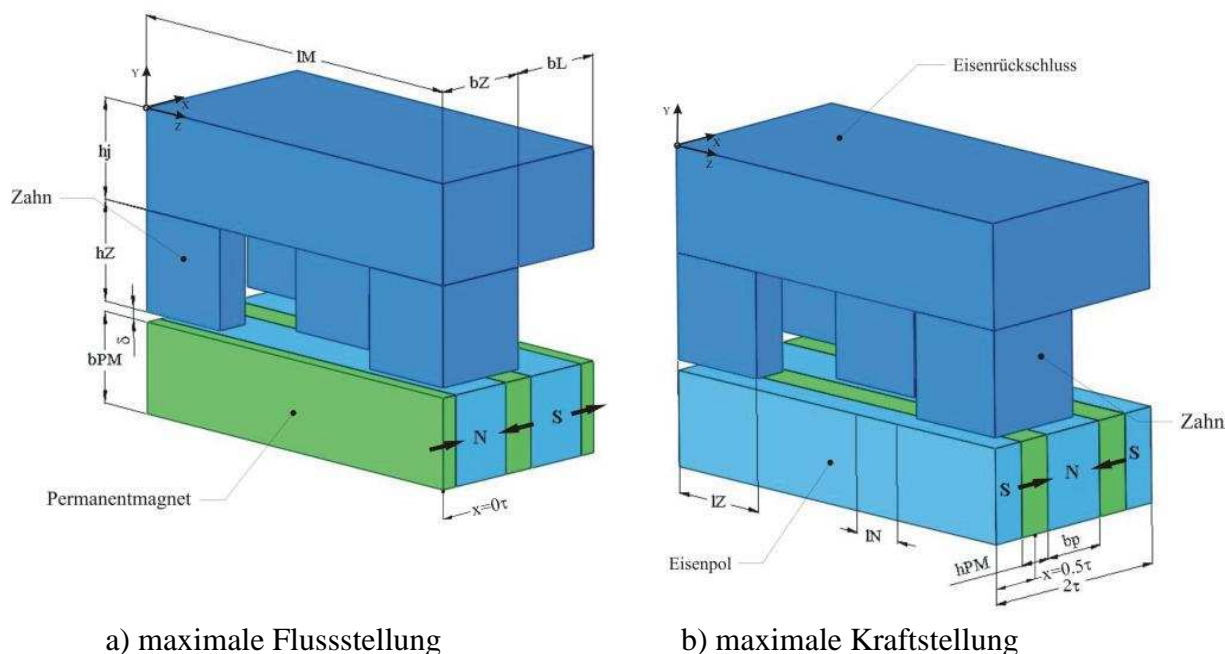 lM
bZ
bL
Y
X
Z
hj
Zahn
hZ
δ
bPM
N
S
Permanentmagnet
x=0τ
Eisenrückschluss
Y
X
Z
Zahn
S
N
S
lZ
lN
Eisenpol
hPM
bp
x=0.5τ
2τ
a) maximale Flussstellung
b) maximale Kraftstellung